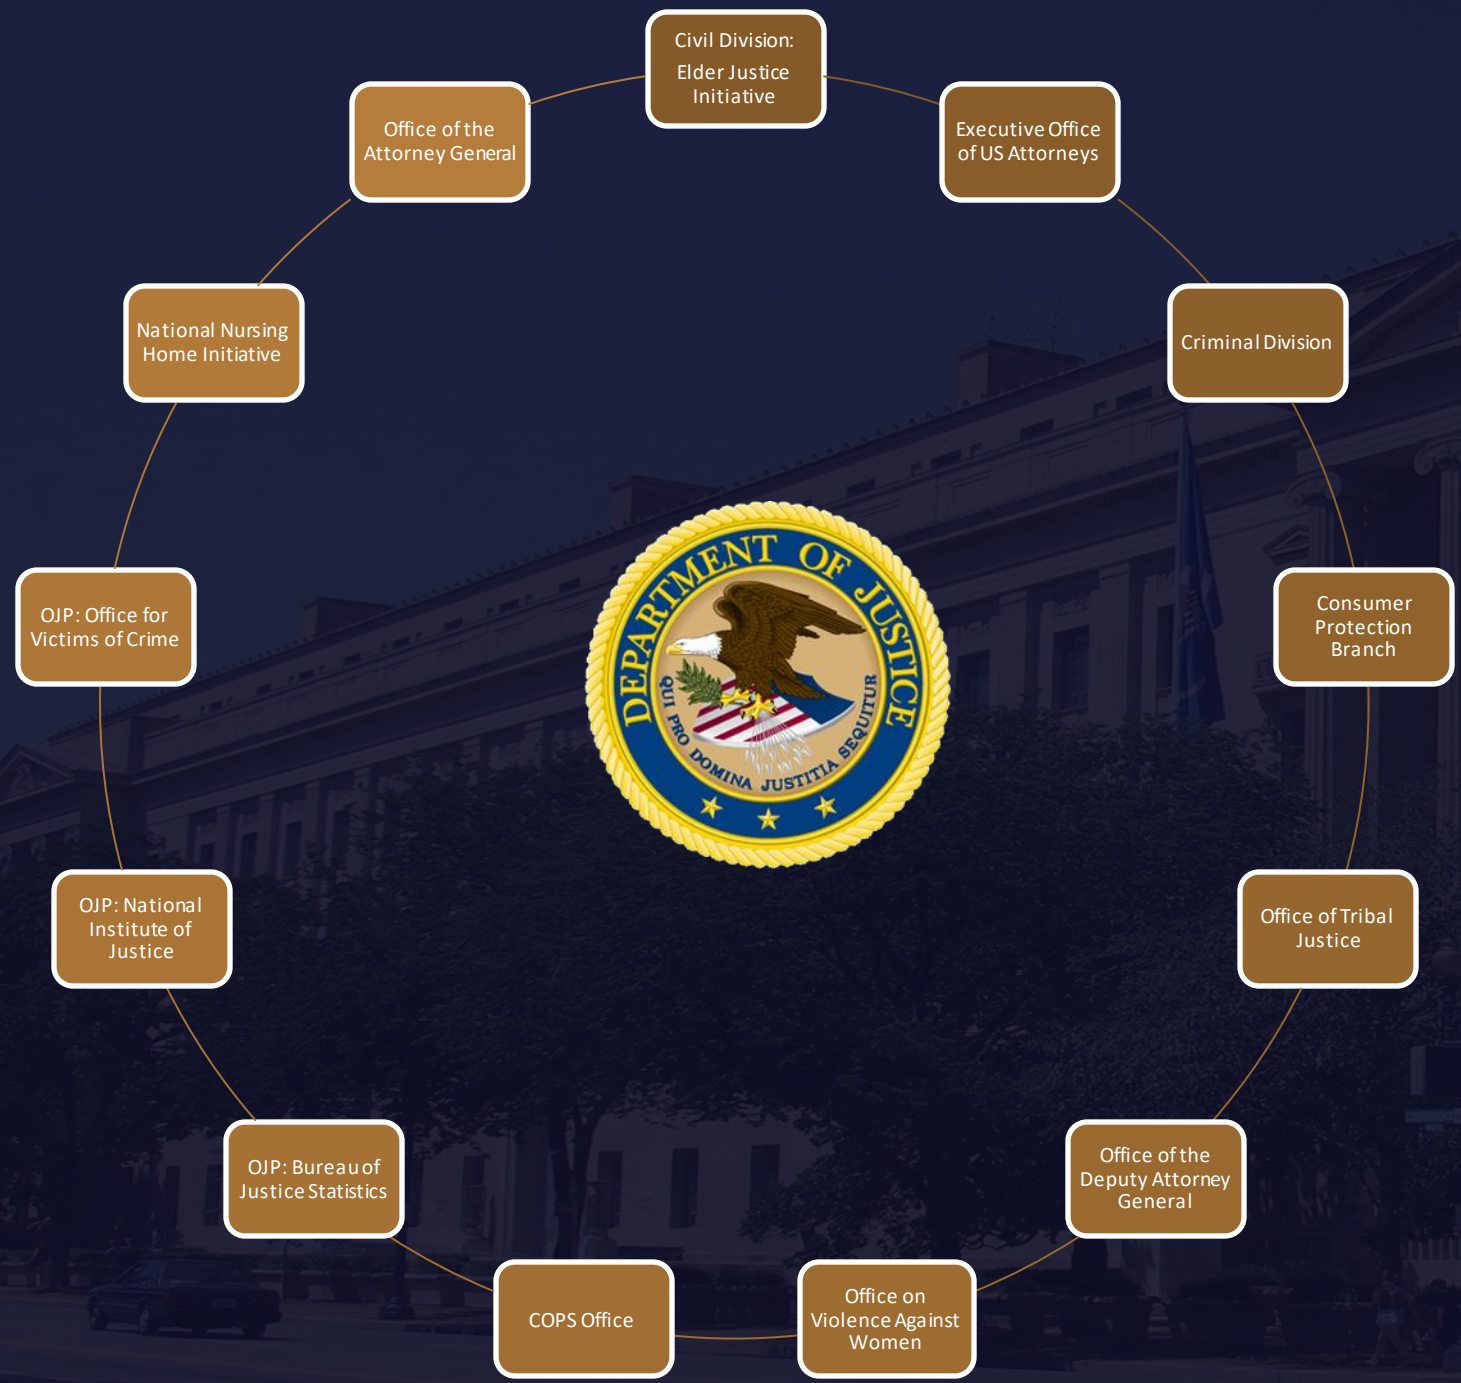 Civil Division:
Elder Justice
Initiative
Executive Office
of US Attorneys
Criminal Division
Consumer
Protection
Branch
Office of Tribal
Justice
Office of the
Deputy Attorney
General
Office on
Violence Against
Women
COPS Office
OJP: Bureau of
Justice Statistics
OJP: National
Institute of
Justice
OJP: Office for
Victims of Crime
National Nursing
Home Initiative
Office of the
Attorney General
DEPARTMENT OF JUSTICE
QUI PRO DOMINA JUSTITIA SEQUITUR